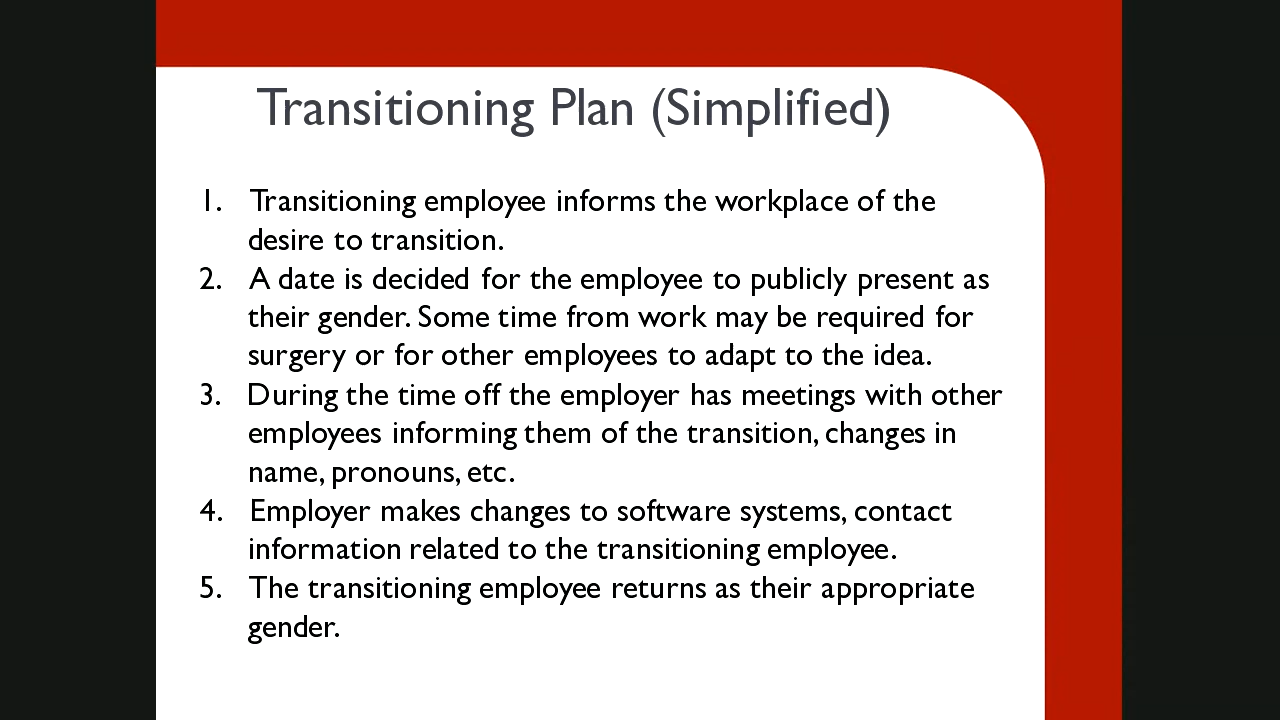 Transitioning Plan (Simplified)
1. Transitioning employee informs the workplace of the
desire to transition.
2. A date is decided for the employee to publicly present as
their gender. Some time from work may be required for
surgery or for other employees to adapt to the idea.
3. During the time off the employer has meetings with other
employees informing them of the transition, changes in
name, pronouns, etc.
4. Employer makes changes to software systems, contact
information related to the transitioning employee.
5. The transitioning employee returns as their appropriate
gender.